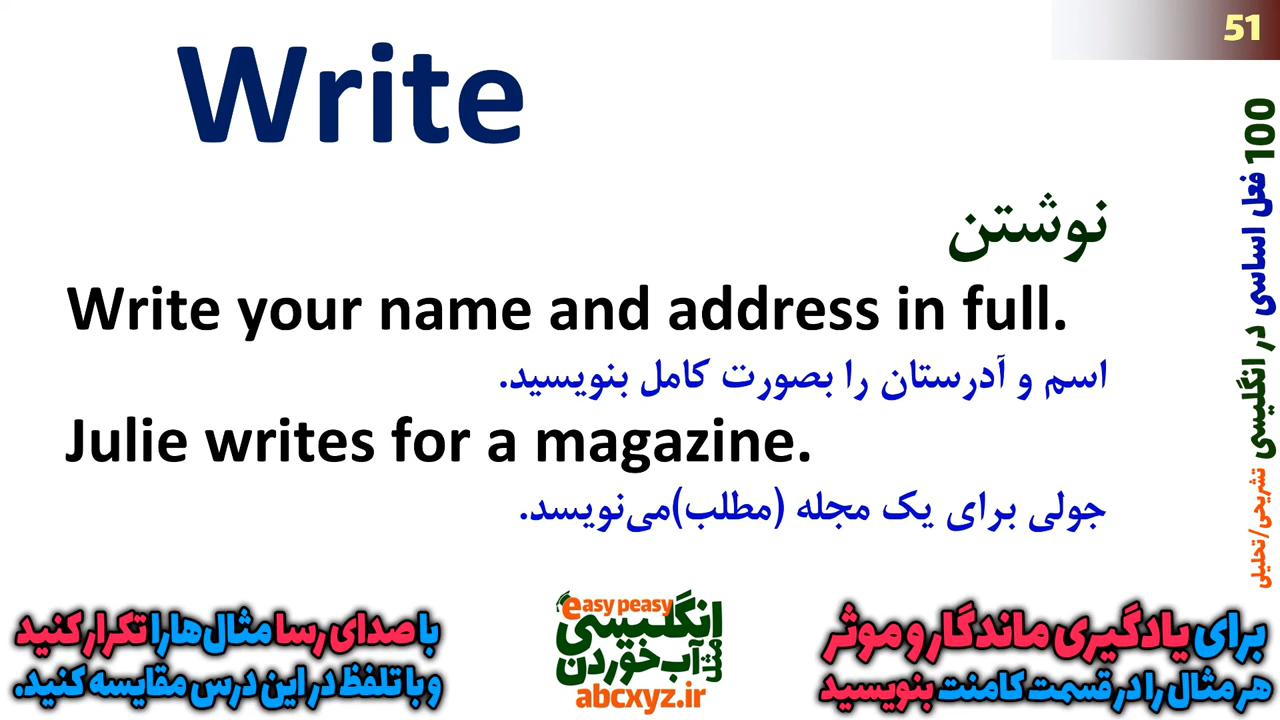 51
Write
نوشتن
Write your name and address in full.
اسم و آدرستان را بصورت کامل بنویسید.
Julie writes for a magazine.
جولی برای یک مجله (مطلب)می‌نویسد.
100 فعل اساسی در انگلیسی
تشریحی/تحلیلی
برای یادگیری ماندگار و موثر
هر مثال را در قسمت کامنت بنویسید
easy peasy
انگلیسی
مثل
آب خوردن
abcxyz.ir
با صدای رسا مثال‌ها را تکرار کنید
و با تلفظ در این درس مقایسه کنید.